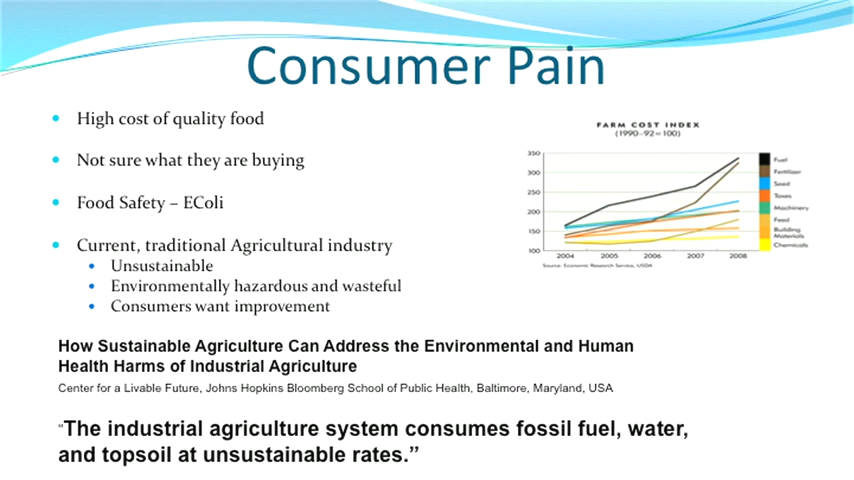 Consumer Pain
• High cost of quality food
• Not sure what they are buying
• Food Safety – EColi
• Current, traditional Agricultural industry
• Unsustainable
• Environmentally hazardous and wasteful
• Consumers want improvement
FARM COST INDEX
(1990–92=100)
350
300
250
200
150
100
2004 2005 2006 2007 2008
Fuel
Fertilizer
Seed
Taxes
Machinery
Feed
Building
Materials
Chemicals
Source: Economic Research Service, USDA
How Sustainable Agriculture Can Address the Environmental and Human
Health Harms of Industrial Agriculture
Center for a Livable Future, Johns Hopkins Bloomberg School of Public Health, Baltimore, Maryland, USA
"The industrial agriculture system consumes fossil fuel, water,
and topsoil at unsustainable rates.”